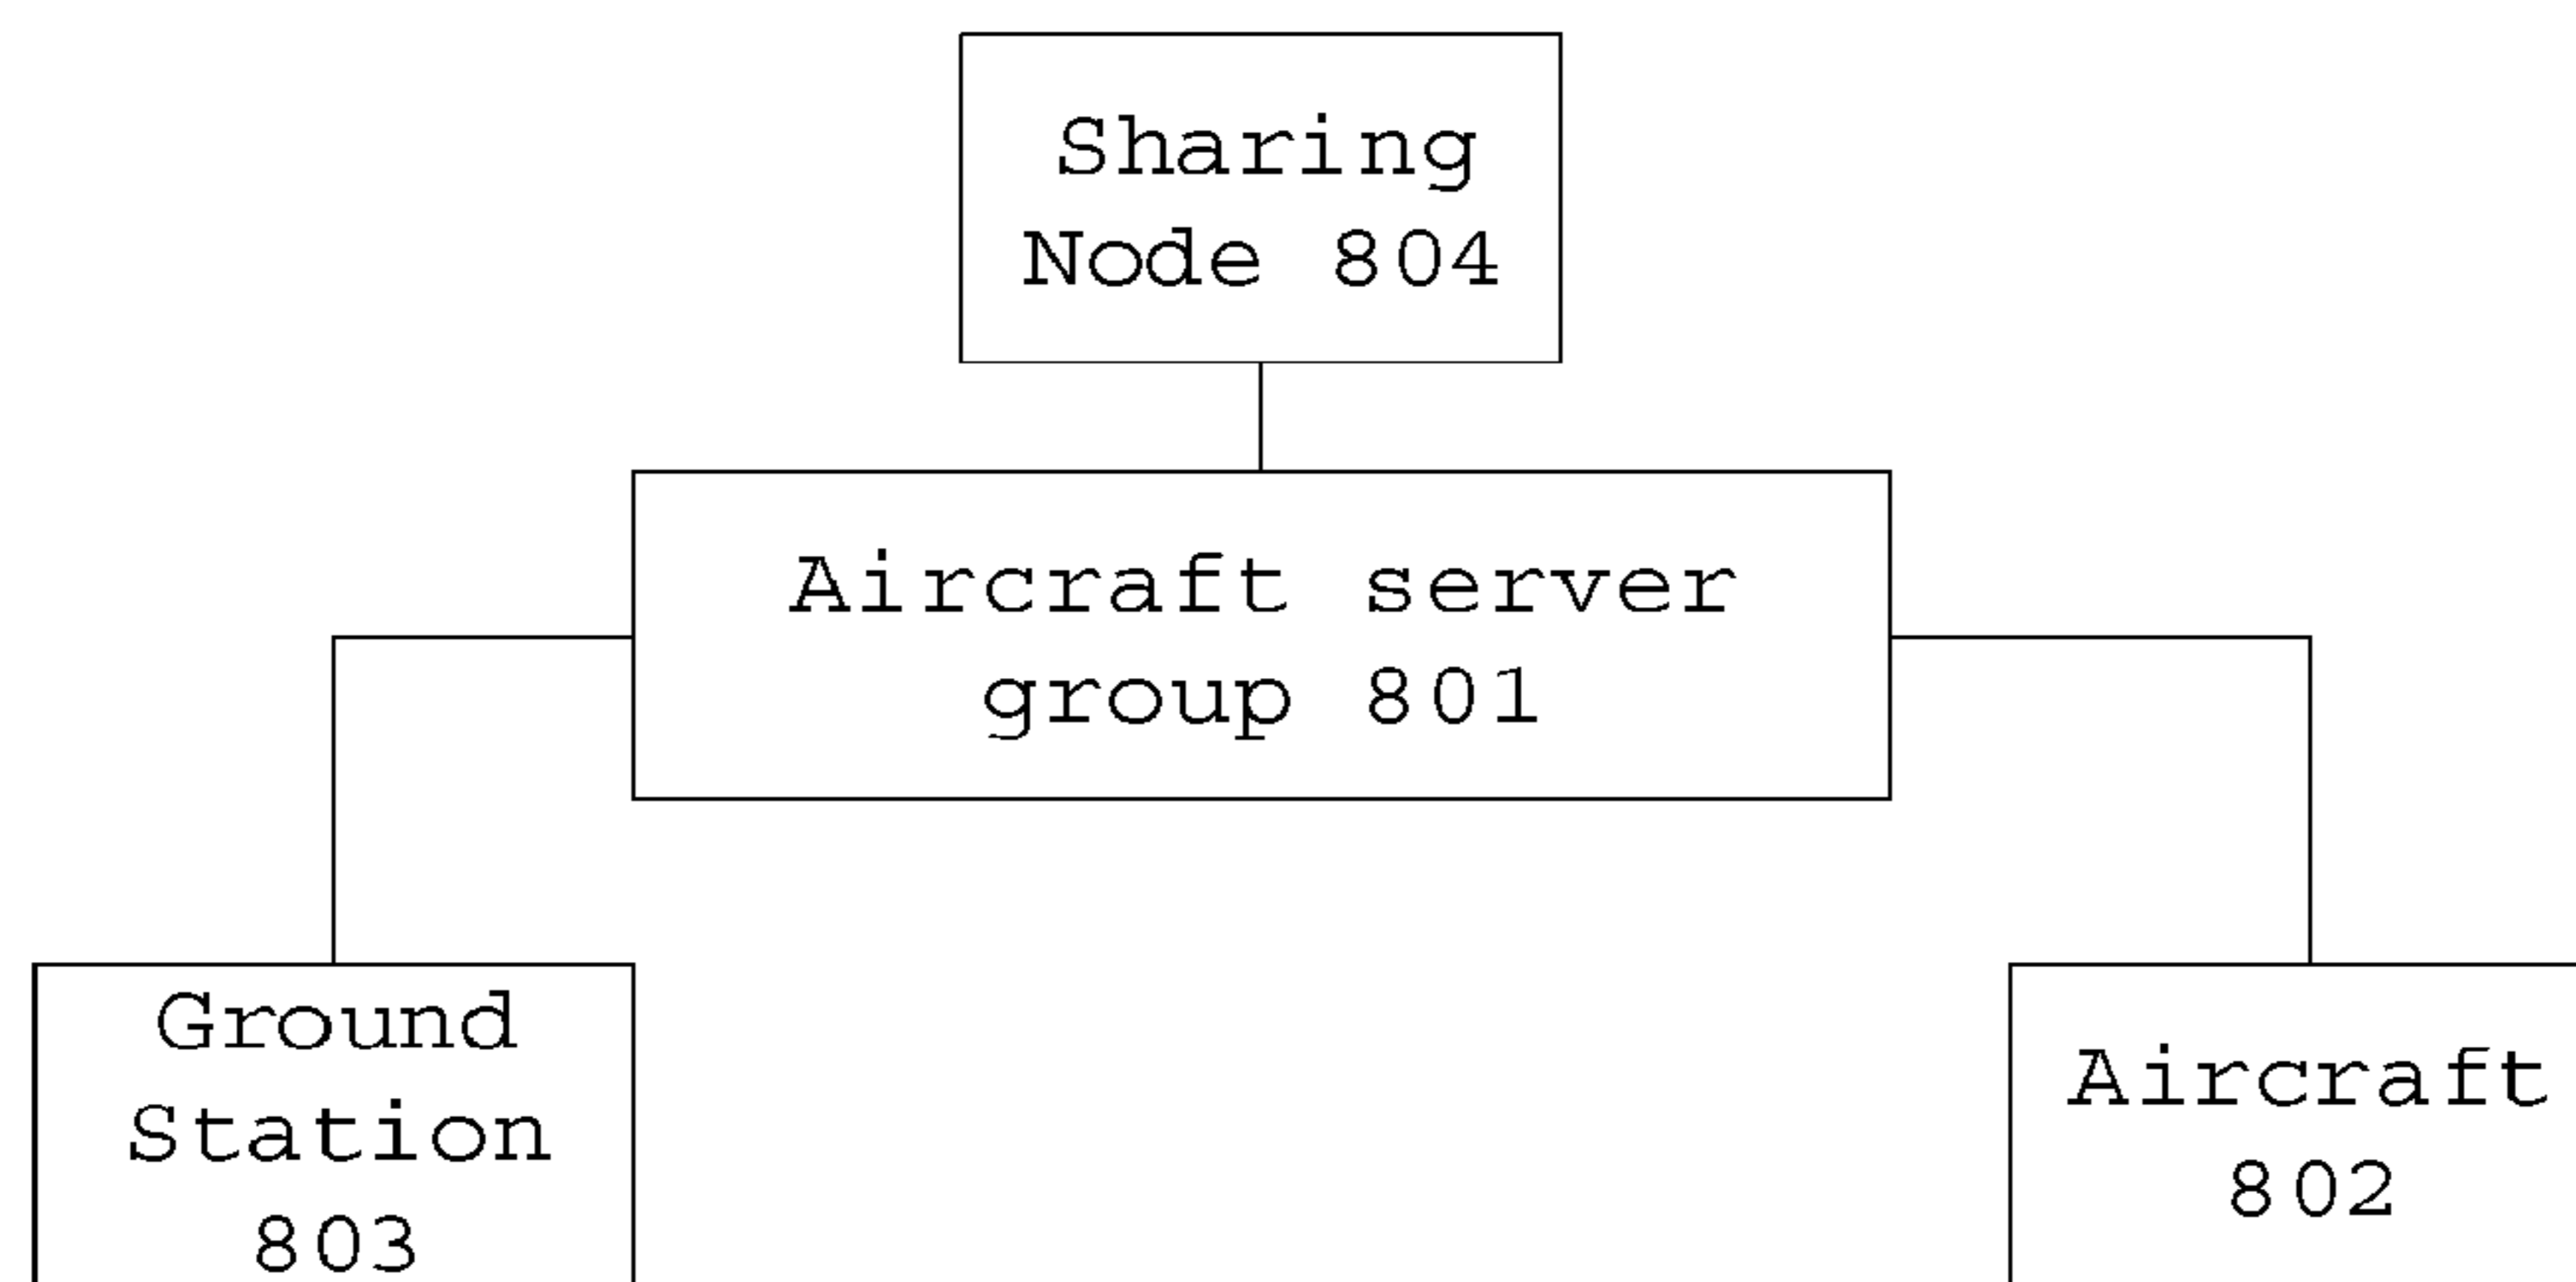 Sharing
Node 804
Aircraft server
group 801
Ground
Station
803
Aircraft
802